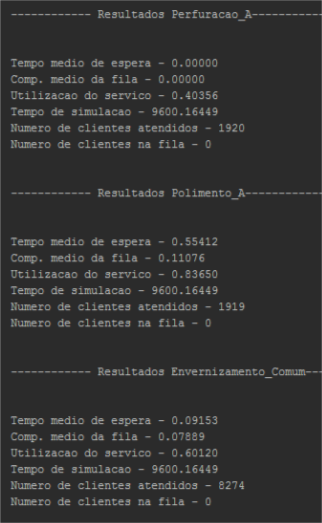 ------------ Resultados Perfuracao_A------------
Tempo medio de espera - 0.00000
Comp. medio da fila - 0.00000
Utilizacao do servico - 0.40356
Tempo de simulacao - 9600.16449
Numero de clientes atendidos - 1920
Numero de clientes na fila - 0
------------ Resultados Polimento_A------------
Tempo medio de espera - 0.55412
Comp. medio da fila - 0.11076
Utilizacao do servico - 0.83650
Tempo de simulacao - 9600.16449
Numero de clientes atendidos - 1919
Numero de clientes na fila - 0
------------ Resultados Envernizamento_Comum---
Tempo medio de espera - 0.09153
Comp. medio da fila - 0.07889
Utilizacao do servico - 0.60120
Tempo de simulacao - 9600.16449
Numero de clientes atendidos - 8274
Numero de clientes na fila - 0